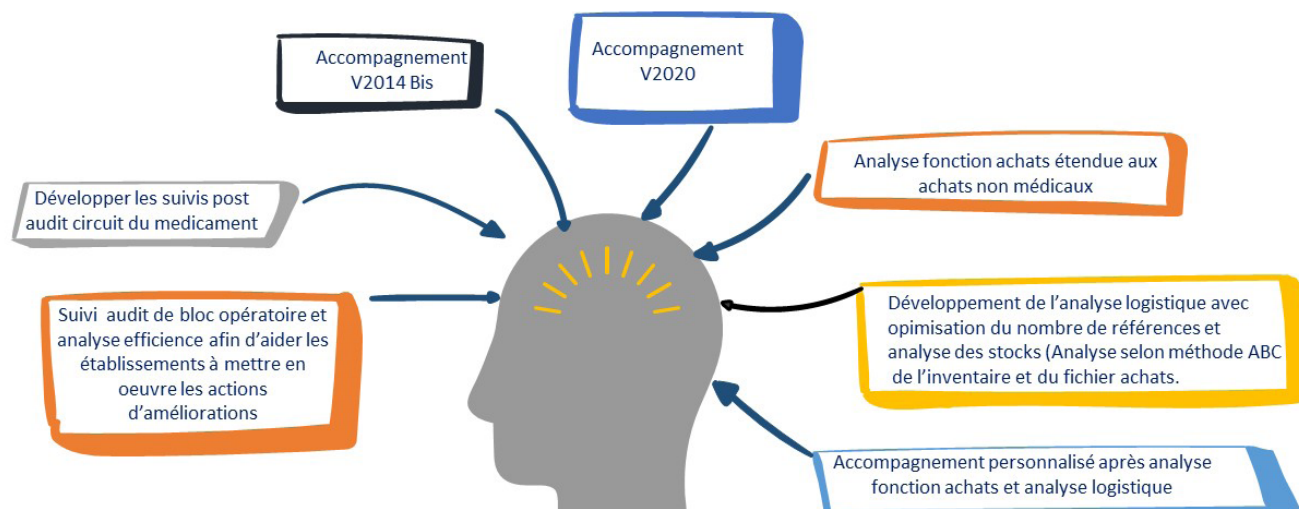 Accompagnement
V2014 Bis
Accompagnement
V2020
Analyse fonction achats étendue aux
achats non médicaux
Développer les suivis post
audit circuit du medicament
Suivi audit de bloc opératoire et
analyse efficience afin d’aider les
établissements à mettre en
oeuvre les actions
d’améliorations
Développement de l’analyse logistique avec
opimisation du nombre de références et
analyse des stocks (Analyse selon méthode ABC
de l’inventaire et du fichier achats.
Accompagnement personnalisé après analyse
fonction achats et analyse logistique